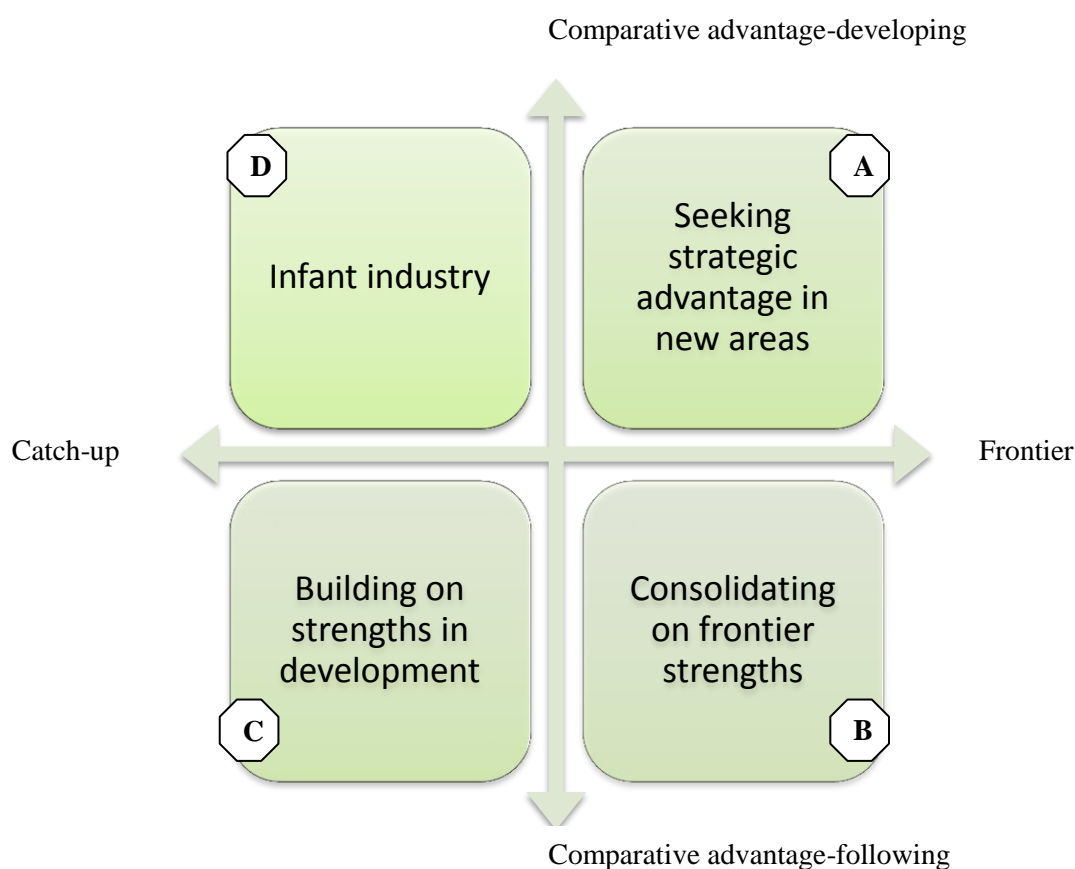 Comparative advantage-developing
D
A
Infant industry
Seeking
strategic
advantage in
new areas
Catch-up
Frontier
Building on
strengths in
development
Consolidating
on frontier
strengths
C
B
Comparative advantage-following